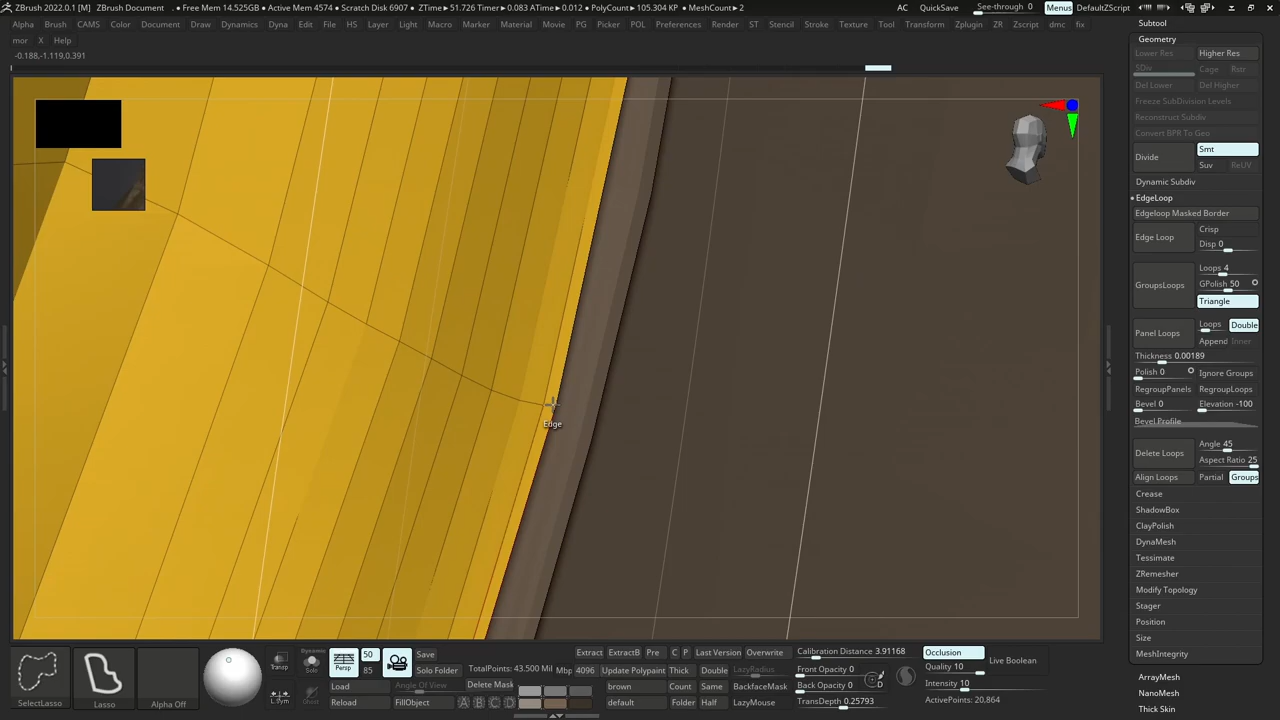 ZBrush 2022.0.1 [M] ZBrush Document . ● Free Mem 14.525GB ● Active Mem 4574 ● Scratch Disk 6907 ● ZTime▶51.726 Timer▶0.083 ATime▶0.012 ● PolyCount▶105.304 KP ● MeshCount▶2 AC QuickSave See-through 0 Menus DefaultZScript
Alpha Brush CAMS Color Document Draw Dyna Edit File HS Layer Light Macro Marker Material Movie PG Picker POL Preferences Render ST Stencil Stroke Texture Tool Transform Zplugin ZR Zscript dmc fix
mor X Help
-0.188,-1.119,0.391
Edge
Subtool
Geometry
Lower Res Higher Res
SDiv Cage Rstr
Del Lower Del Higher
Freeze SubDivision Levels
Reconstruct Subdiv
Convert BPR To Geo
Divide Smt
Suv ReUV
Dynamic Subdiv
EdgeLoop
Edgeloop Masked Border
Edge Loop Crisp
Disp 0
GroupsLoops Loops 4
GPolish 50
Triangle
Panel Loops Loops Double
Append Inner
Thickness 0.00189
Polish 0 Ignore Groups
RegroupPanels RegroupLoops
Bevel 0 Elevation -100
Bevel Profile
Delete Loops Angle 45
Aspect Ratio 25
Align Loops Partial Groups
Crease
ShadowBox
ClayPolish
DynaMesh
Tessimate
ZRemesher
Modify Topology
Stager
Position
Size
MeshIntegrity
ArrayMesh
NanoMesh
Thick Skin
SelectLasso
Lasso
Alpha Off
Transp
L.Tym
Dynamic
Solo
Ghost
Persp
50
85
Save
Solo Folder
Load Angle Of View
Reload FillObject A B C D
TotalPoints: 43.500 Mil
Delete Mask
Extract ExtractB Pre C P Last Version Overwrite
Mbp 4096 Update Polypaint Thick Double LazyRadius
brown Count Same BackfaceMask
default Folder Half LazyMouse
Calibration Distance 3.91168
Front Opacity 0
Back Opacity 0
TransDepth 0.25793
Occlusion
Quality 10
Intensity 10
ActivePoints: 20.864
Live Boolean